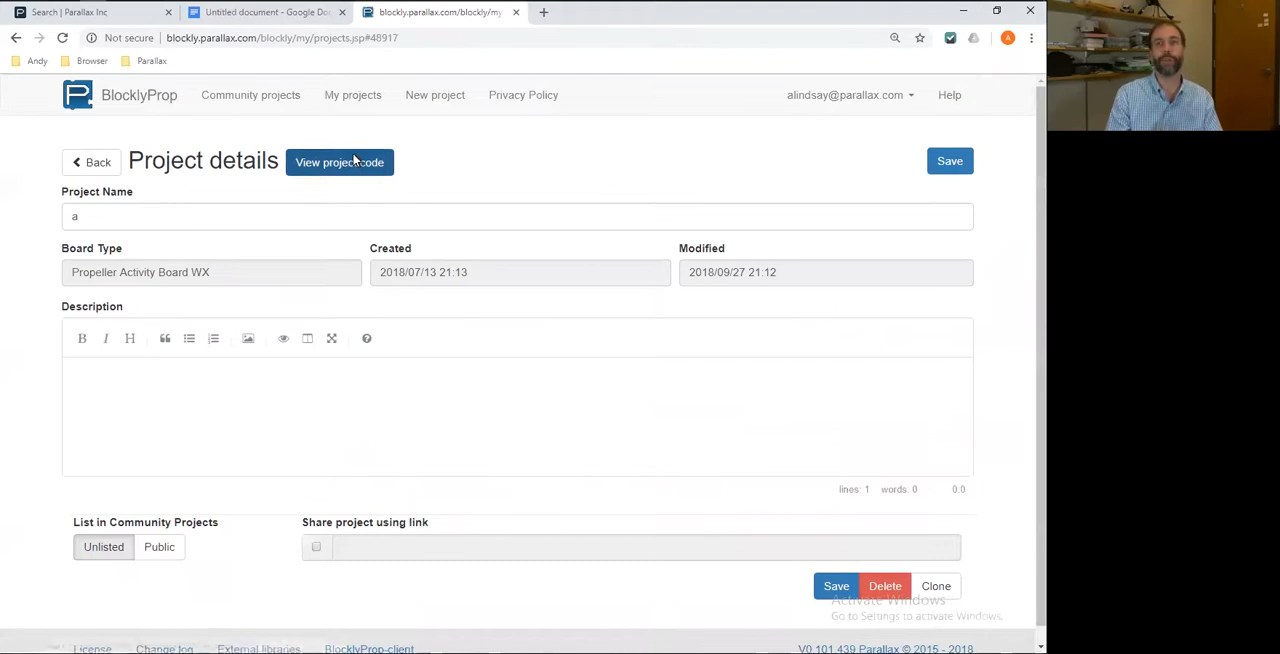 Search | Parallax Inc
Untitled document - Google Doc
blockly.parallax.com/blockly/my
Not secure
blockly.parallax.com/blockly/my/projects.jsp#48917
A
Andy
Browser
Parallax
BlocklyProp
Community projects
My projects
New project
Privacy Policy
alindsay@parallax.com
Help
Back
Project details
View project code
Save
Project Name
a
Board Type
Created
Modified
Propeller Activity Board WX
2018/07/13 21:13
2018/09/27 21:12
Description
B I H
lines: 1 words: 0 0:0
List in Community Projects
Share project using link
Unlisted
Public
Save
Delete
Clone
Activate Windows
Go to Settings to activate Windows.
License
Change log
External libraries
BlocklyProp-client
V0.101.439 Parallax © 2015 - 2018